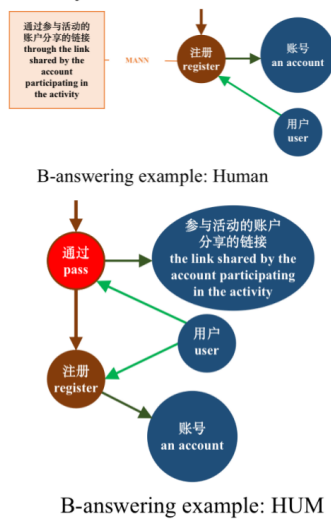 通过参与活动的
账户分享的链接
through the link
shared by the
account
participating in
the activity
MANN
注册
register
账号
an account
用户
user
B-answering example: Human
通过
pass
参与活动的账户
分享的链接
the link shared by the
account participating
in the activity
用户
user
注册
register
账号
an account
B-answering example: HUM